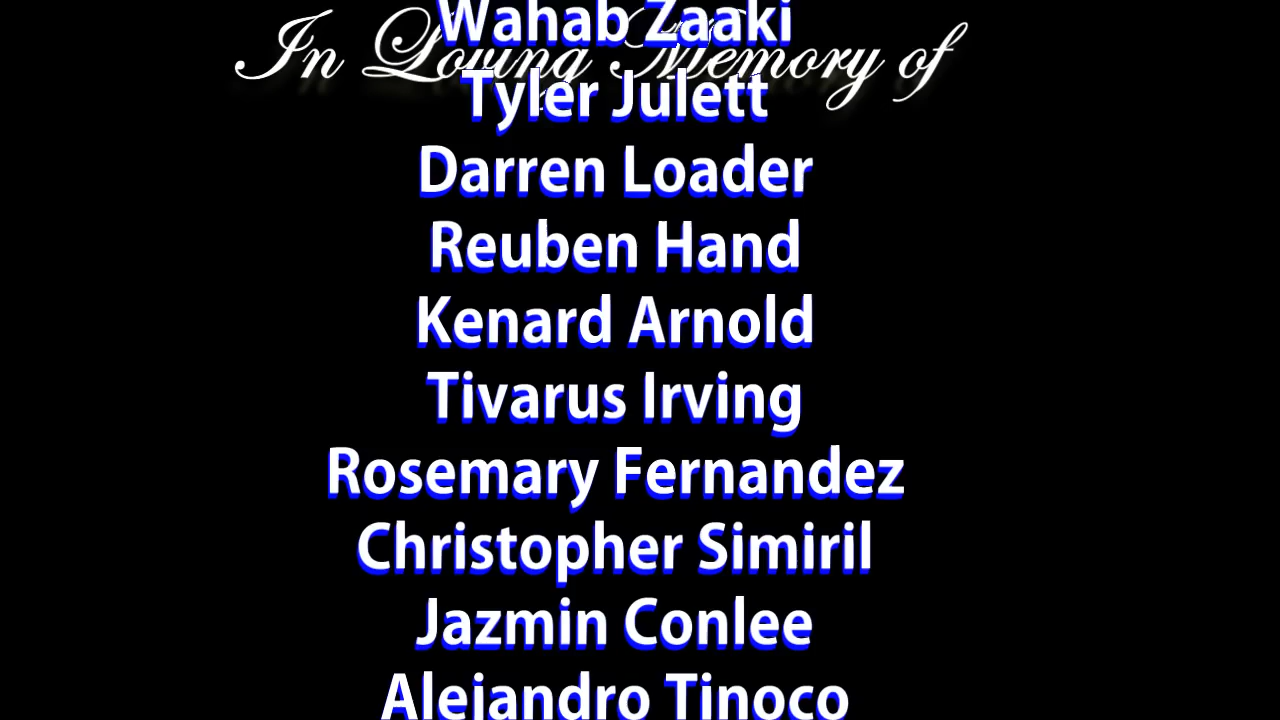 Wahab Zaaki
In Loving Memory of
Tyler Julett
Darren Loader
Reuben Hand
Kenard Arnold
Tivarus Irving
Rosemary Fernandez
Christopher Simiril
Jazmin Conlee
Alejandro Tinoco